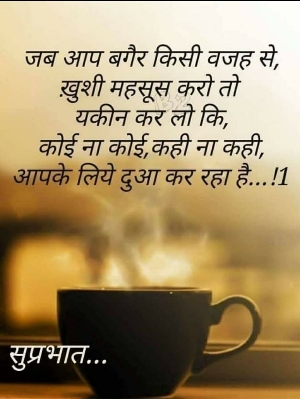 जब आप बगैर किसी वजह से,
ख़ुशी महसूस करो तो
यकीन कर लो कि,
कोई ना कोई,कही ना कही,
आपके लिये दुआ कर रहा है...!1
सुप्रभात...